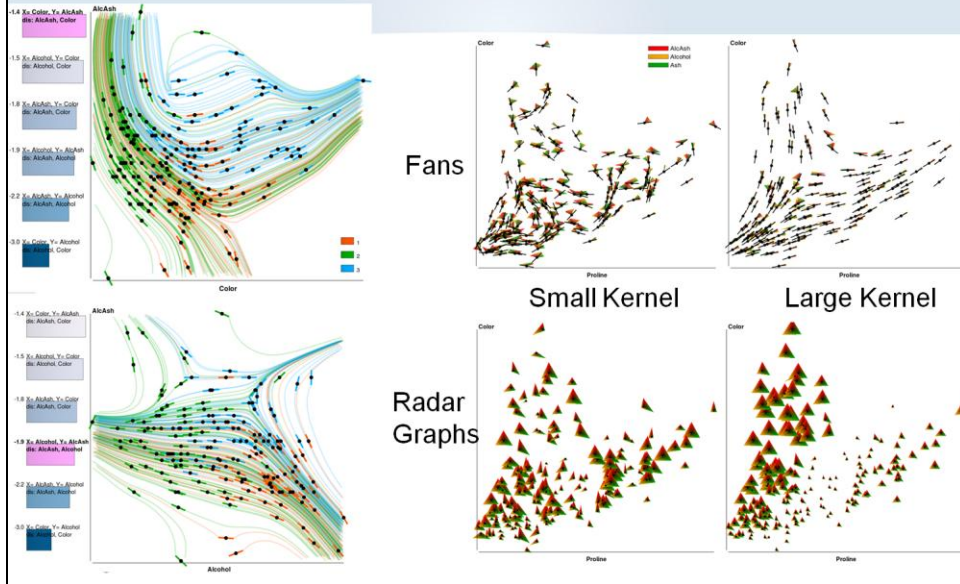 -1.4 X= Color, Y= AlcAsh
dis: AlcAsh, Color
-1.5 X= Alcohol, Y= Color
dis: Alcohol, Color
-1.8 X= AlcAsh, Y= Color
dis: AlcAsh, Color
-1.9 X= Alcohol, Y= AlcAsh
dis: AlcAsh, Alcohol
-2.2 X= AlcAsh, Y= Alcohol
dis: AlcAsh, Alcohol
-3.0 X= Color, Y= Alcohol
dis: Alcohol, Color
AlcAsh
1
2
3
Color
-1.4 X= Color, Y= AlcAsh
dis: AlcAsh, Color
-1.5 X= Alcohol, Y= Color
dis: Alcohol, Color
-1.8 X= AlcAsh, Y= Color
dis: AlcAsh, Color
-1.9 X= Alcohol, Y= AlcAsh
dis: AlcAsh, Alcohol
-2.2 X= AlcAsh, Y= Alcohol
dis: AlcAsh, Alcohol
-3.0 X= Color, Y= Alcohol
dis: Alcohol, Color
AlcAsh
Alcohol
Fans
Color
AlcAsh
Alcohol
Ash
Proline
Color
Proline
Small Kernel
Large Kernel
Radar
Graphs
Color
Proline
Color
Proline